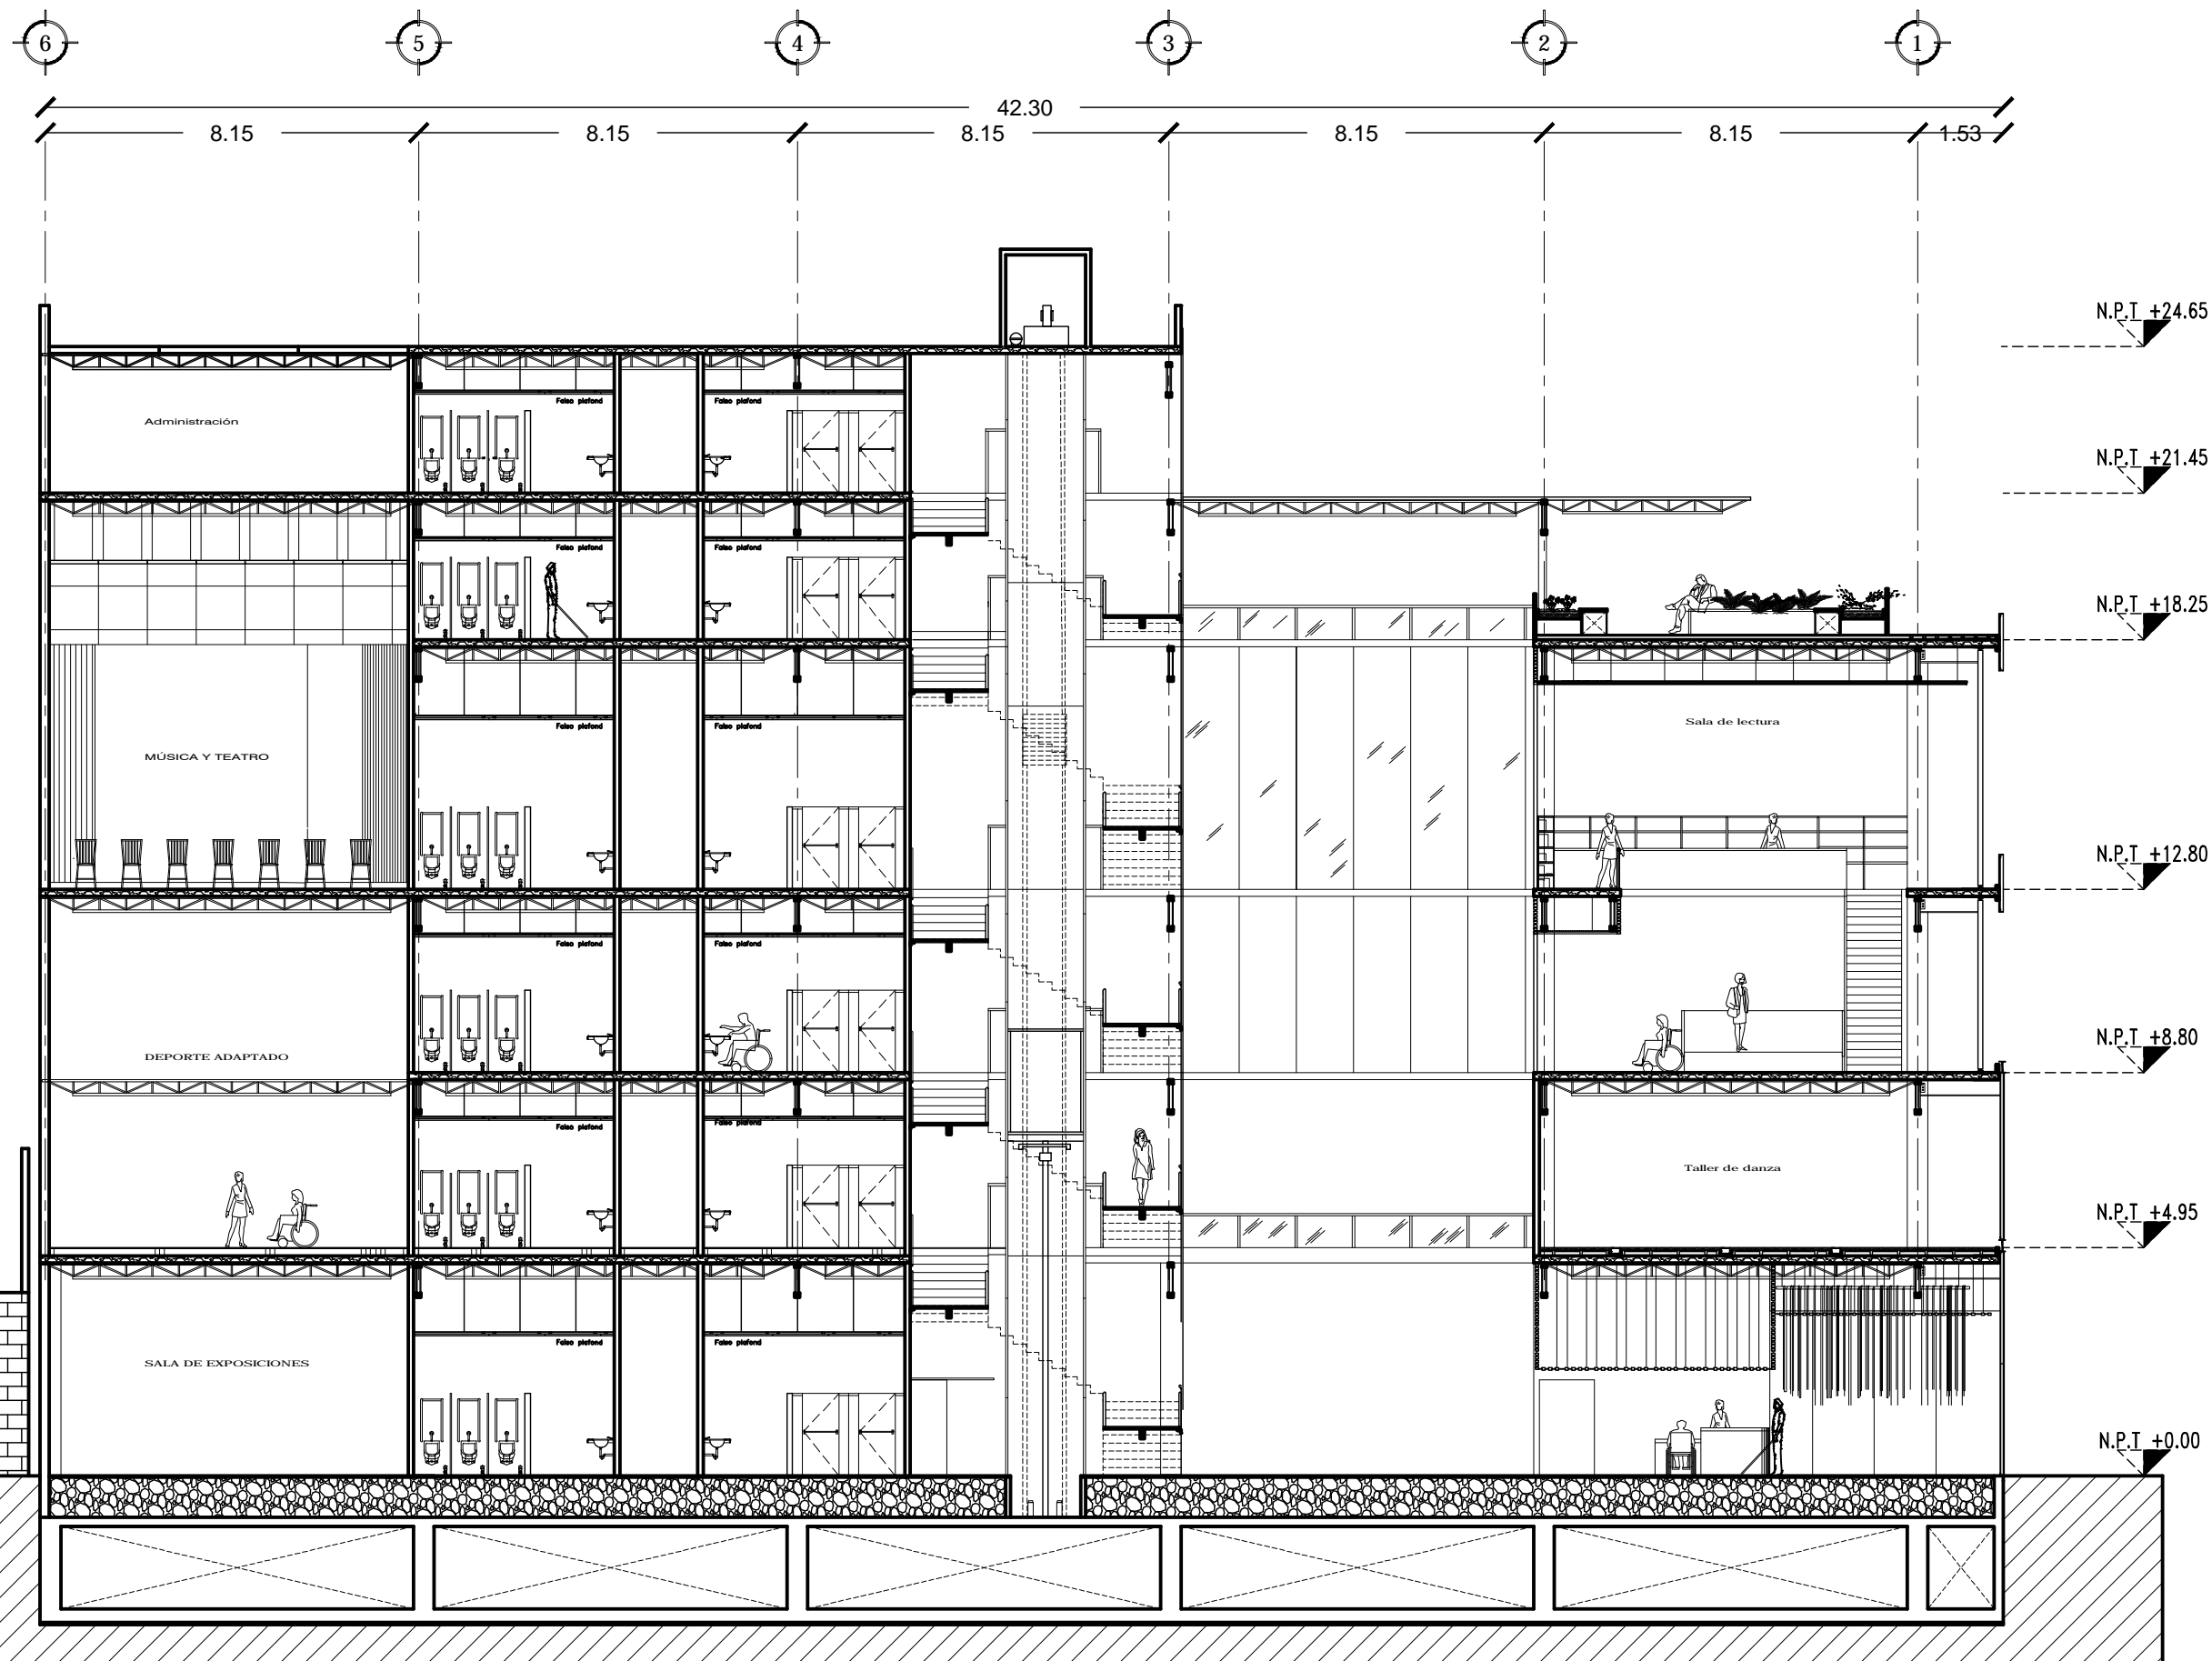 6 5 4 3 2 1
42.30
8.15 8.15 8.15 8.15 8.15 1.53
N.P.T +24.65
Falso plafond Falso plafond
Administración
N.P.T +21.45
Falso plafond Falso plafond
N.P.T +18.25
Sala de lectura
Falso plafond Falso plafond
MÚSICA Y TEATRO
N.P.T +12.80
Falso plafond Falso plafond
N.P.T +8.80
DEPORTE ADAPTADO
Falso plafond Falso plafond
Taller de danza
N.P.T +4.95
Falso plafond Falso plafond
SALA DE EXPOSICIONES
N.P.T +0.00